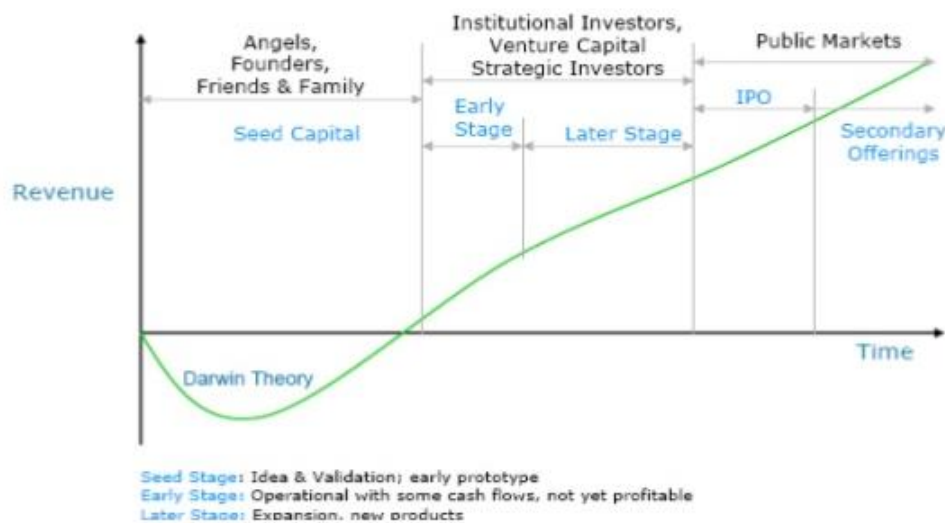 Angels,
Founders,
Friends & Family
Institutional Investors,
Venture Capital
Strategic Investors
Public Markets
Seed Capital
Early
Stage
Later Stage
IPO
Secondary
Offerings
Revenue
Time
Darwin Theory
Seed Stage: Idea & Validation; early prototype
Early Stage: Operational with some cash flows, not yet profitable
Later Stage: Expansion, new products